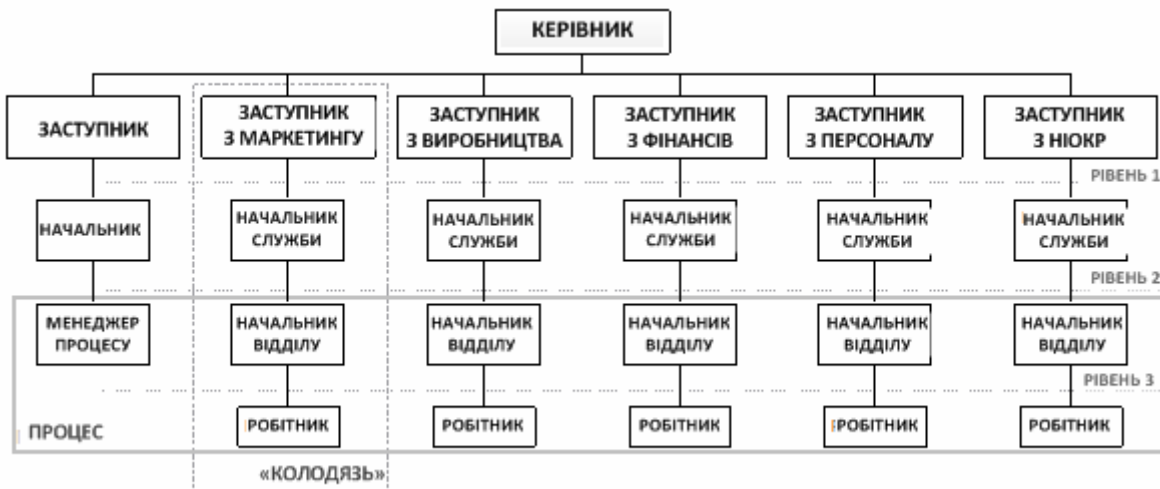 КЕРІВНИК
ЗАСТУПНИК
ЗАСТУПНИК
З МАРКЕТИНГУ
ЗАСТУПНИК
З ВИРОБНИЦТВА
ЗАСТУПНИК
З ФІНАНСІВ
ЗАСТУПНИК
З ПЕРСОНАЛУ
ЗАСТУПНИК
З НІОКР
РІВЕНЬ 1
НАЧАЛЬНИК
НАЧАЛЬНИК
СЛУЖБИ
НАЧАЛЬНИК
СЛУЖБИ
НАЧАЛЬНИК
СЛУЖБИ
НАЧАЛЬНИК
СЛУЖБИ
НАЧАЛЬНИК
СЛУЖБИ
РІВЕНЬ 2
МЕНЕДЖЕР
ПРОЦЕСУ
НАЧАЛЬНИК
ВІДДІЛУ
НАЧАЛЬНИК
ВІДДІЛУ
НАЧАЛЬНИК
ВІДДІЛУ
НАЧАЛЬНИК
ВІДДІЛУ
НАЧАЛЬНИК
ВІДДІЛУ
РІВЕНЬ 3
ПРОЦЕС
РОБІТНИК
РОБІТНИК
РОБІТНИК
РОБІТНИК
РОБІТНИК
«КОЛОДЯЗЬ»